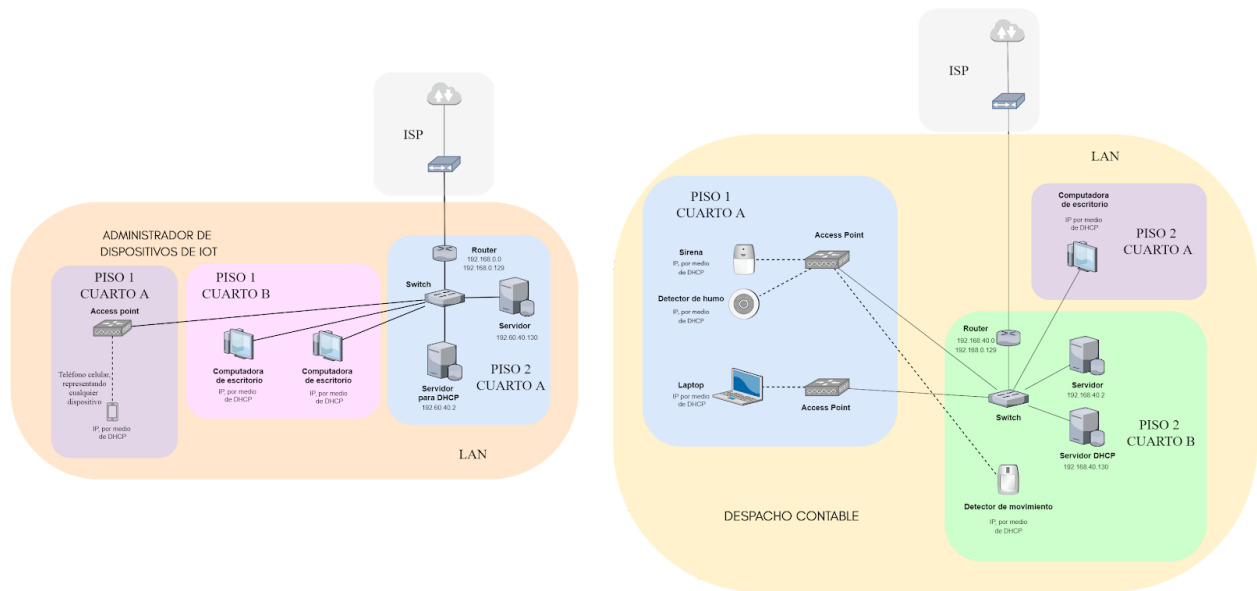 ISP
ADMINISTRADOR DE
DISPOSITIVOS DE IOT
PISO 1
CUARTO A
Access point
Teléfono celular,
representando
cualquier
dispositivo
IP, por medio
de DHCP
PISO 1
CUARTO B
Computadora
de escritorio
IP, por medio
de DHCP
Computadora
de escritorio
IP, por medio
de DHCP
Router
192.168.0.0
192.168.0.129
Switch
Servidor
192.60.40.130
Servidor
para DHCP
192.60.40.2
PISO 2
CUARTO A
LAN
ISP
LAN
PISO 1
CUARTO A
Access Point
Sirena
IP, por medio
de DHCP
Detector de humo
IP, por medio
de DHCP
Laptop
IP, por medio
de DHCP
Access Point
Computadora
de escritorio
IP, por medio
de DHCP
PISO 2
CUARTO A
Router
192.168.40.0
192.168.0.129
Servidor
192.168.40.2
Switch
Servidor DHCP
192.168.40.130
PISO 2
CUARTO B
Detector de movimiento
IP, por medio
de DHCP
DESPACHO CONTABLE